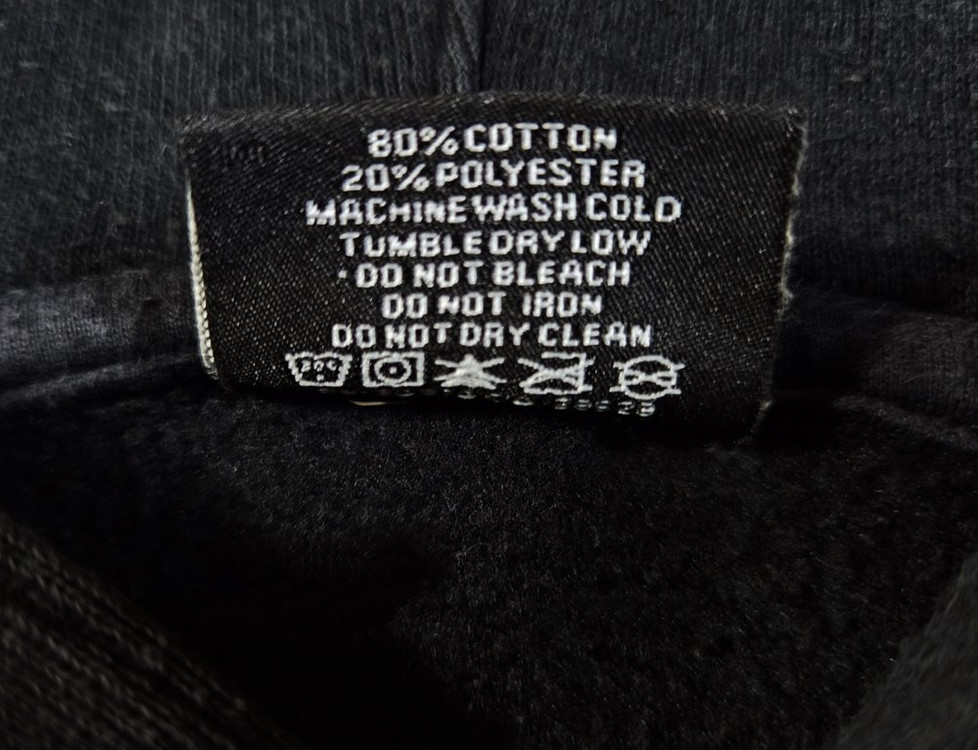 80% COTTON
20% POLYESTER
MACHINE WASH COLD
TUMBLE DRY LOW
DO NOT BLEACH
DO NOT IRON
DO NOT DRY CLEAN